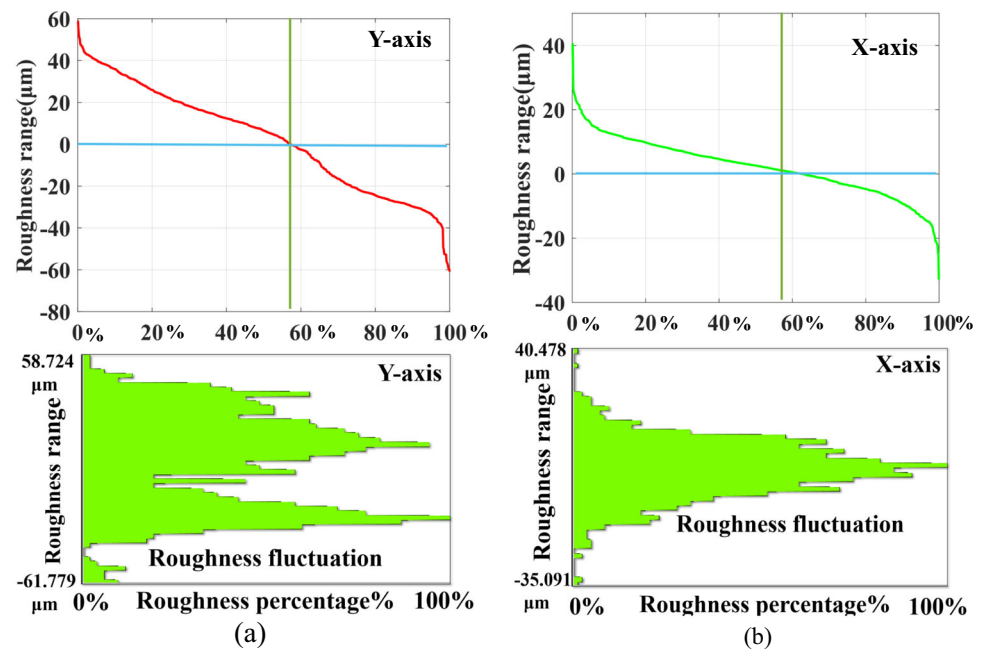 Y-axis
Roughness range(μm)
60
40
20
0
-20
-40
-60
-80
0% 20% 40% 60% 80% 100%
X-axis
Roughness range(μm)
40
20
0
-20
-40
0% 20% 40% 60% 80% 100%
58.724
μm
Y-axis
Roughness range
Roughness fluctuation
-61.779
μm
0% Roughness percentage% 100%
(a)
40.478
μm
X-axis
Roughness range
Roughness fluctuation
-35.091
μm
0% Roughness percentage% 100%
(b)